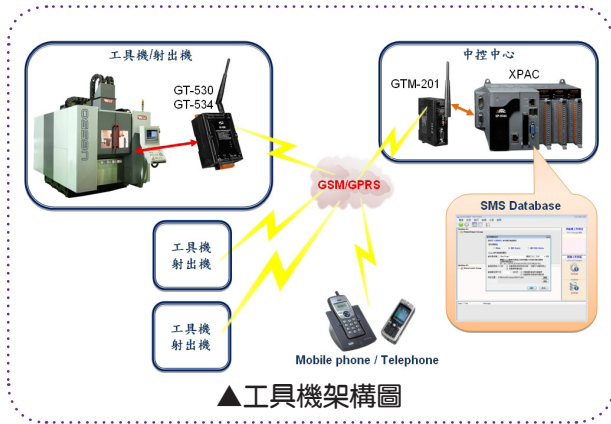 工具機/射出機
GT-530
GT-534
U5580
中控中心
XPAC
GTM-201
GSM/GPRS
SMS Database
工具機
射出機
工具機
射出機
Mobile phone / Telephone
▲工具機架構圖